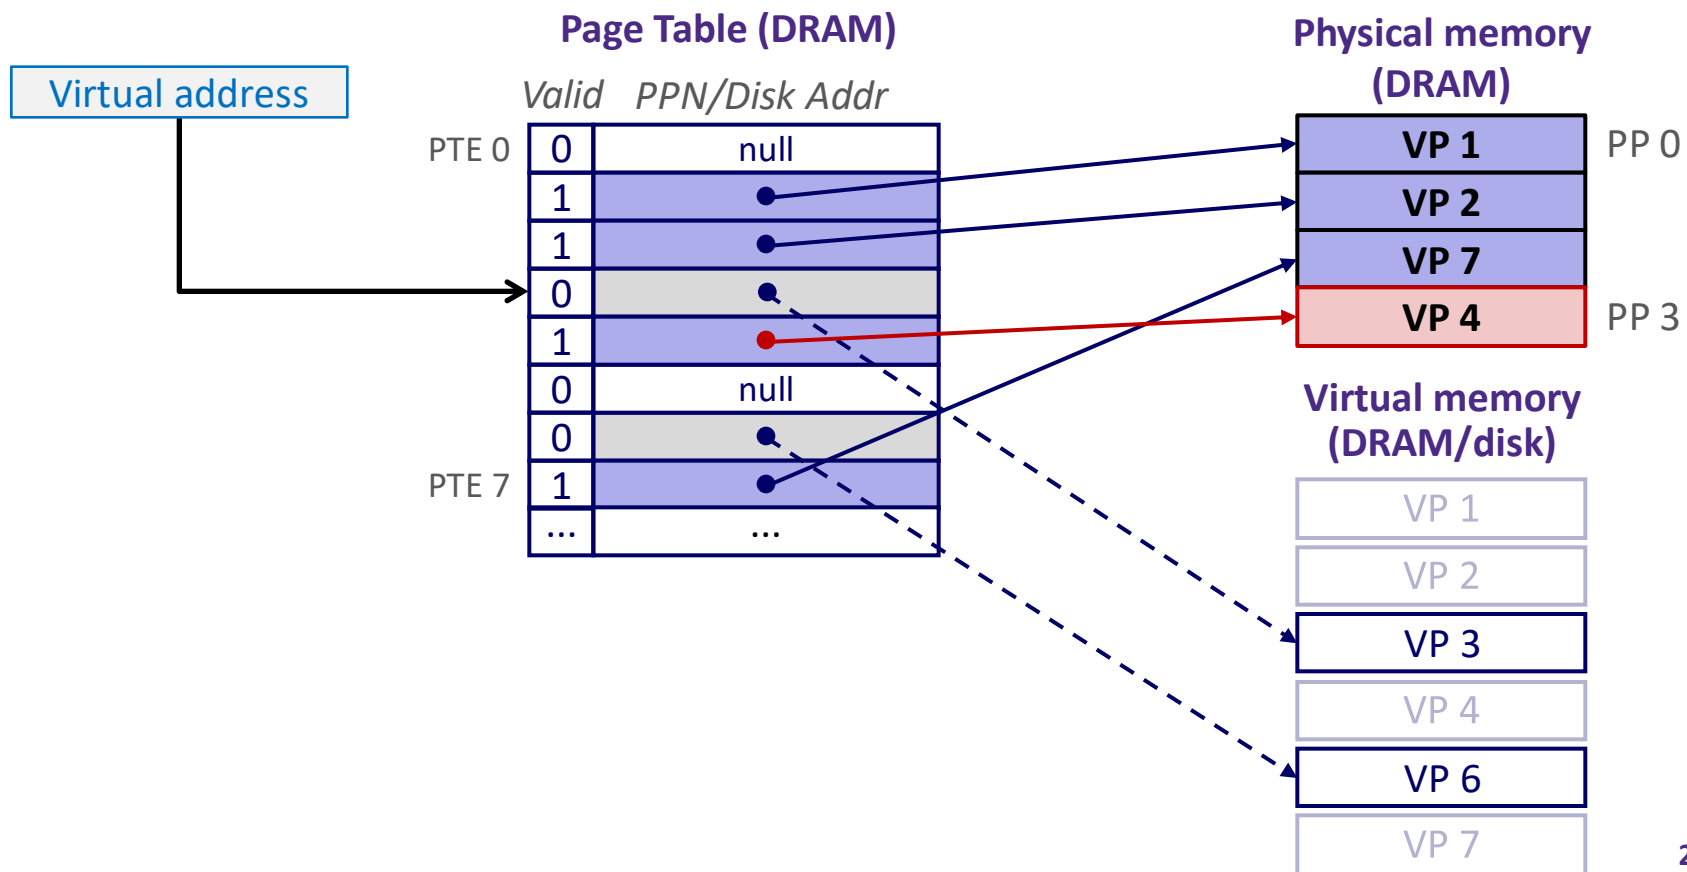 Page Table (DRAM)
Physical memory
(DRAM)
Virtual address
Valid PPN/Disk Addr
PTE 0 0 null
1
1
0
1
0 null
0
PTE 7 1
... ...
VP 1 PP 0
VP 2
VP 7
VP 4 PP 3
Virtual memory
(DRAM/disk)
VP 1
VP 2
VP 3
VP 4
VP 6
VP 7